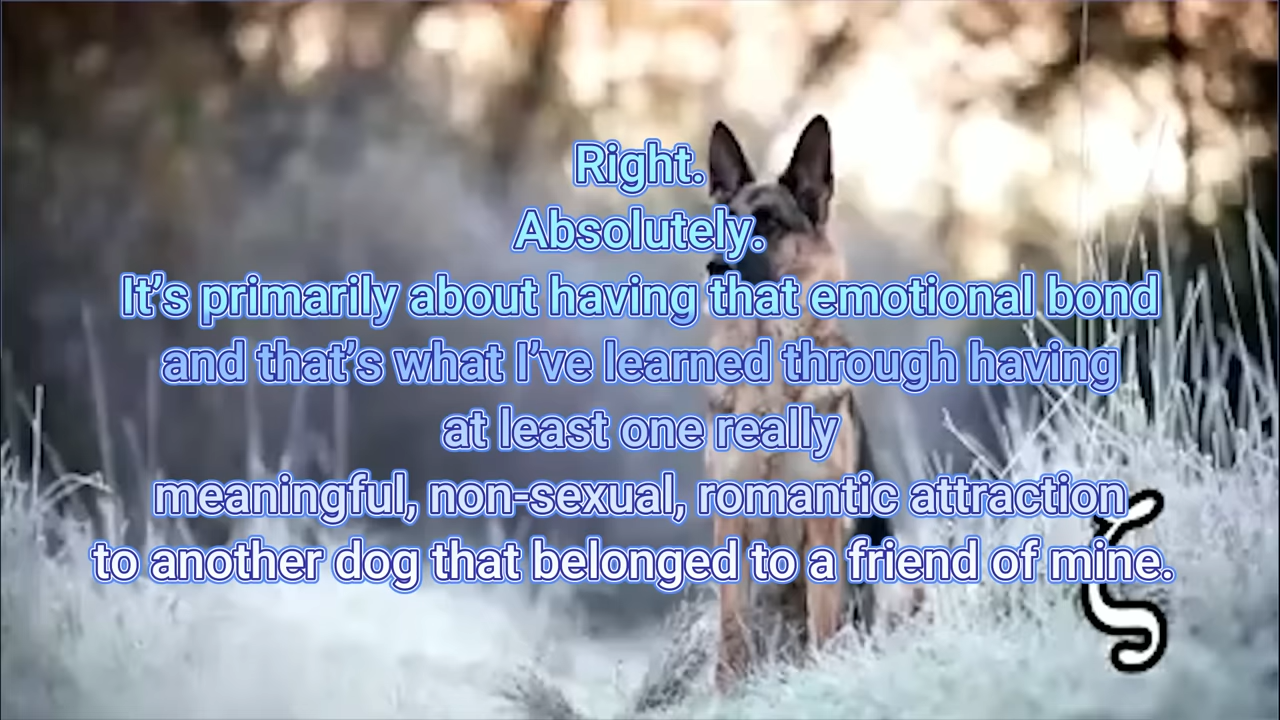 Right.
Absolutely.
It’s primarily about having that emotional bond
and that’s what I’ve learned through having
at least one really
meaningful, non-sexual, romantic attraction
to another dog that belonged to a friend of mine.
ζ